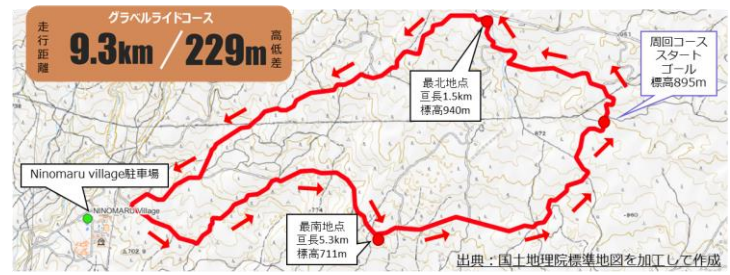 グラベルライドコース
走行距離
9.3km／229m
高低差
周回コース
スタート
ゴール
標高895m
最北地点
亘長1.5km
標高940m
Ninomaru village駐車場
NINOMARU Village
872
774
最南地点
亘長5.3km
標高711m
出典：国土地理院標準地図を加工して作成